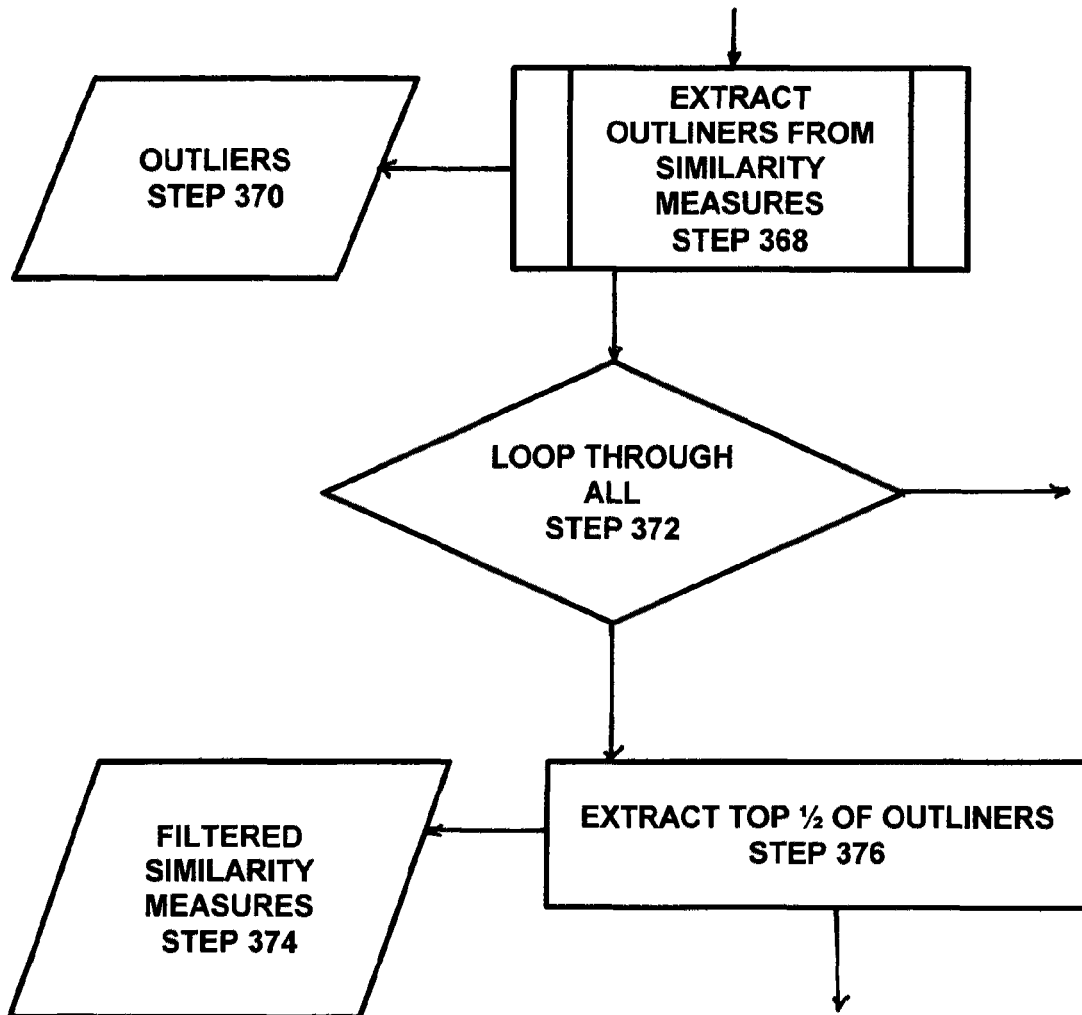 EXTRACT
OUTLINERS FROM
SIMILARITY
MEASURES
STEP 368
OUTLIERS
STEP 370
LOOP THROUGH
ALL
STEP 372
EXTRACT TOP ½ OF OUTLINERS
STEP 376
FILTERED
SIMILARITY
MEASURES
STEP 374